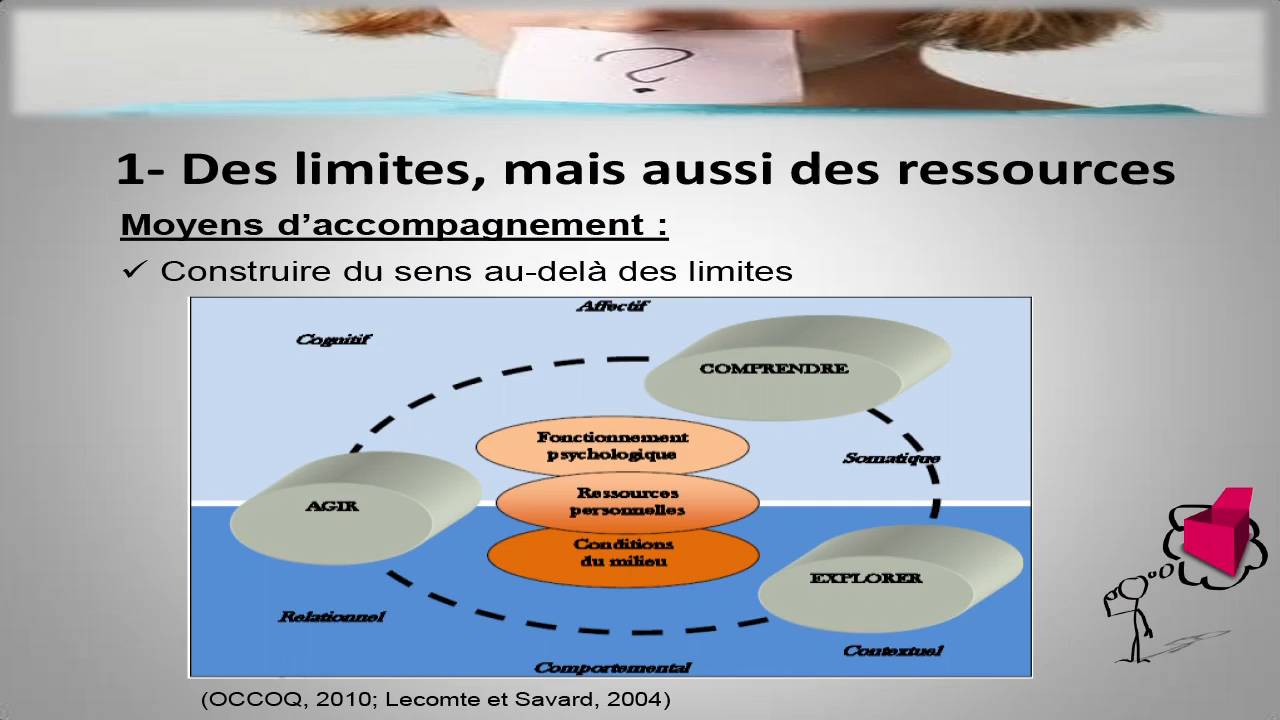 ?
1- Des limites, mais aussi des ressources
Moyens d’accompagnement :
✓ Construire du sens au-delà des limites
Affectif
Cognitif
COMPRENDRE
Fonctionnement
psychologique
Somatique
Ressources
personnelles
AGIR
Conditions
du milieu
EXPLORER
Relationnel
Contextuel
Comportemental
(OCCOQ, 2010; Lecomte et Savard, 2004)